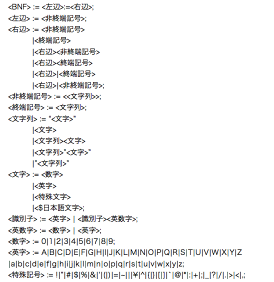 <BNF> := <左辺>:=<右辺>;
<左辺> := <非終端記号>;
<右辺> := <非終端記号>
|<終端記号>
|<右辺><非終端記号>
|<右辺><終端記号>
|<右辺>|<終端記号>
|<右辺>|<非終端記号>;
<非終端記号> := <<文字列>>;
<終端記号> := <文字列>;
<文字列> := "<文字>"
|<文字>
|<文字列><文字>
|<文字列>"<文字>"
|"<文字列>"
<文字> := <数字>
|<英字>
|<特殊文字>
|<$日本語文字>;
<識別子> := <英字> | <識別子><英数字>;
<英数字> := <数字> | <英字>;
<数字> := 0|1|2|3|4|5|6|7|8|9;
<英字> := A|B|C|D|E|F|G|H|I|J|K|L|M|N|O|P|Q|R|S|T|U|V|W|X|Y|Z
|a|b|c|d|e|f|g|h|i|j|k|l|m|n|o|p|q|r|s|t|u|v|w|x|y|z;
<特殊記号> := !|"|#|$|%|&|'|(|)|=|